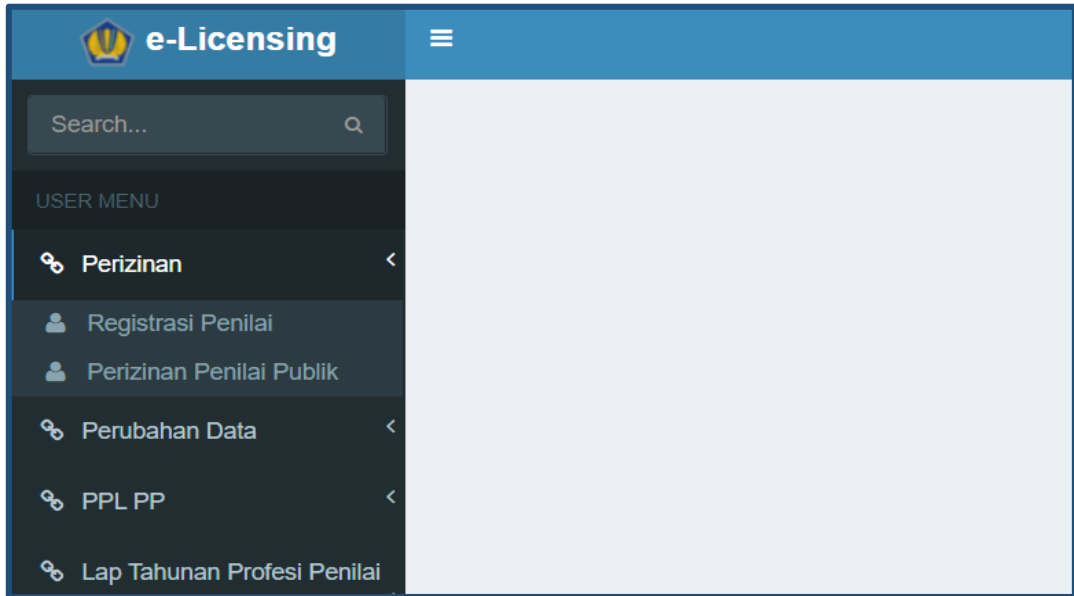 e-Licensing
Search...
USER MENU
Perizinan
Registrasi Penilai
Perizinan Penilai Publik
Perubahan Data
PPL PP
Lap Tahunan Profesi Penilai